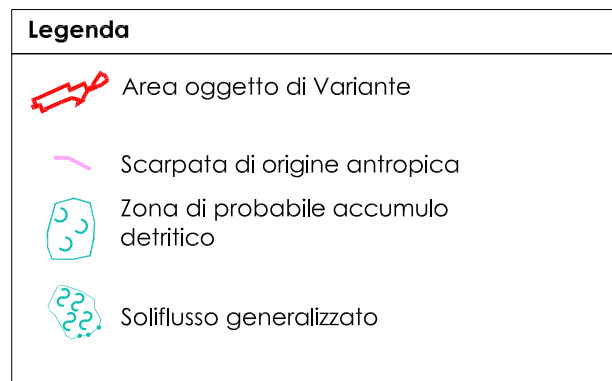 Legenda
Area oggetto di Variante
Scarpata di origine antropica
Zona di probabile accumulo
detritico
Soliflusso generalizzato